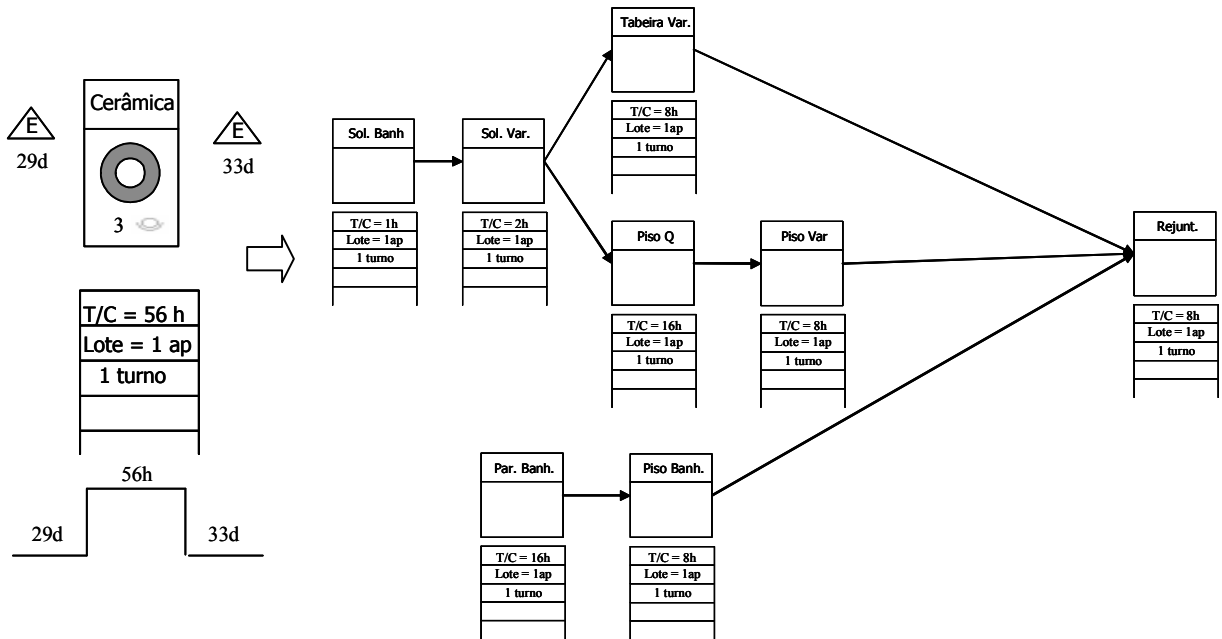 Cerâmica
E
29d
3
E
33d
T/C = 56 h
Lote = 1 ap
1 turno
56h
29d
33d
Sol. Banh
T/C = 1h
Lote = 1ap
1 turno
Sol. Var.
T/C = 2h
Lote = 1ap
1 turno
Tabeira Var.
T/C = 8h
Lote = 1ap
1 turno
Piso Q
T/C = 16h
Lote = 1ap
1 turno
Piso Var
T/C = 8h
Lote = 1ap
1 turno
Par. Banh.
T/C = 16h
Lote = 1ap
1 turno
Piso Banh.
T/C = 8h
Lote = 1ap
1 turno
Rejunt.
T/C = 8h
Lote = 1ap
1 turno